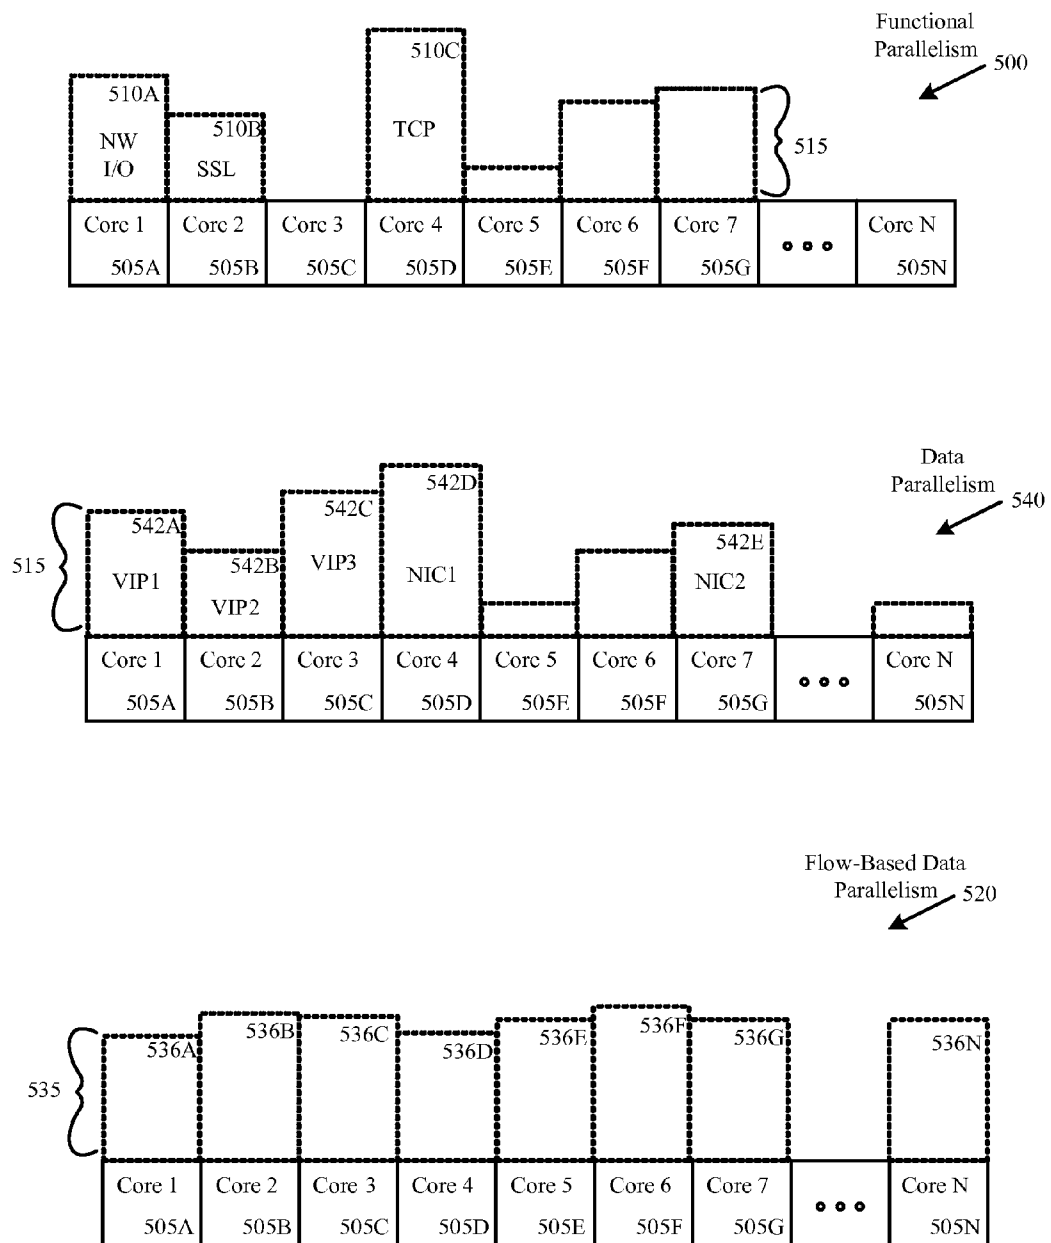 Functional
Parallelism
500
510A
NW
I/O
510B
SSL
510C
TCP
515
Core 1
505A
Core 2
505B
Core 3
505C
Core 4
505D
Core 5
505E
Core 6
505F
Core 7
505G
Core N
505N
Data
Parallelism
540
515
542A
VIP1
542B
VIP2
542C
VIP3
542D
NIC1
542E
NIC2
Core 1
505A
Core 2
505B
Core 3
505C
Core 4
505D
Core 5
505E
Core 6
505F
Core 7
505G
Core N
505N
Flow-Based Data
Parallelism
520
535
536A
536B
536C
536D
536E
536F
536G
536N
Core 1
505A
Core 2
505B
Core 3
505C
Core 4
505D
Core 5
505E
Core 6
505F
Core 7
505G
Core N
505N